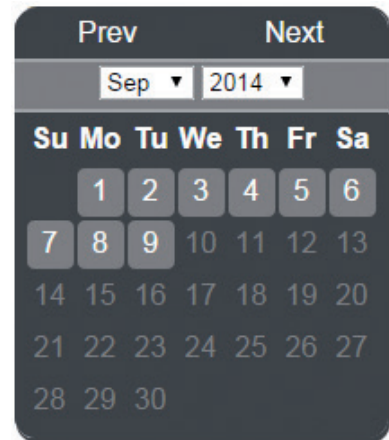 Prev Next
Sep 2014
Su Mo Tu We Th Fr Sa
1 2 3 4 5 6
7 8 9 10 11 12 13
14 15 16 17 18 19 20
21 22 23 24 25 26 27
28 29 30